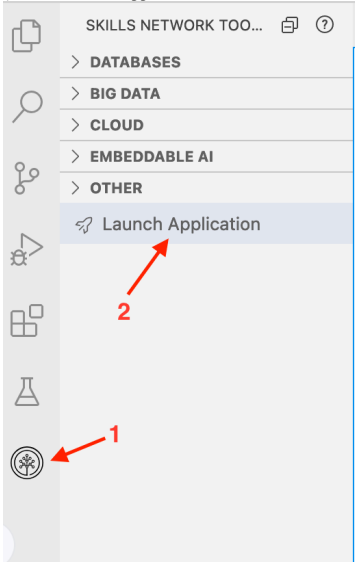 SKILLS NETWORK TOO...
DATABASES
BIG DATA
CLOUD
EMBEDDABLE AI
OTHER
Launch Application
2
1